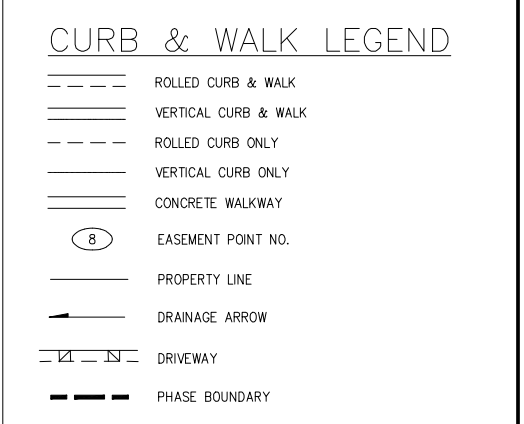 CURB & WALK LEGEND
ROLLED CURB & WALK
VERTICAL CURB & WALK
ROLLED CURB ONLY
VERTICAL CURB ONLY
CONCRETE WALKWAY
8 EASEMENT POINT NO.
PROPERTY LINE
DRAINAGE ARROW
DRIVEWAY
PHASE BOUNDARY